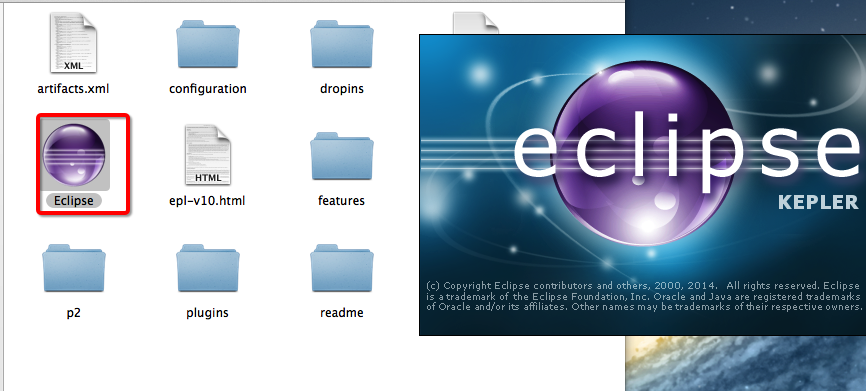 XML
artifacts.xml
configuration
dropins
Eclipse
HTML
epl-v10.html
features
p2
plugins
readme
eclipse
KEPLER
(c) Copyright Eclipse contributors and others, 2000, 2014. All rights reserved. Eclipse
is a trademark of the Eclipse Foundation, Inc. Oracle and Java are registered trademarks
of Oracle and/or its affiliates. Other names may be trademarks of their respective owners.